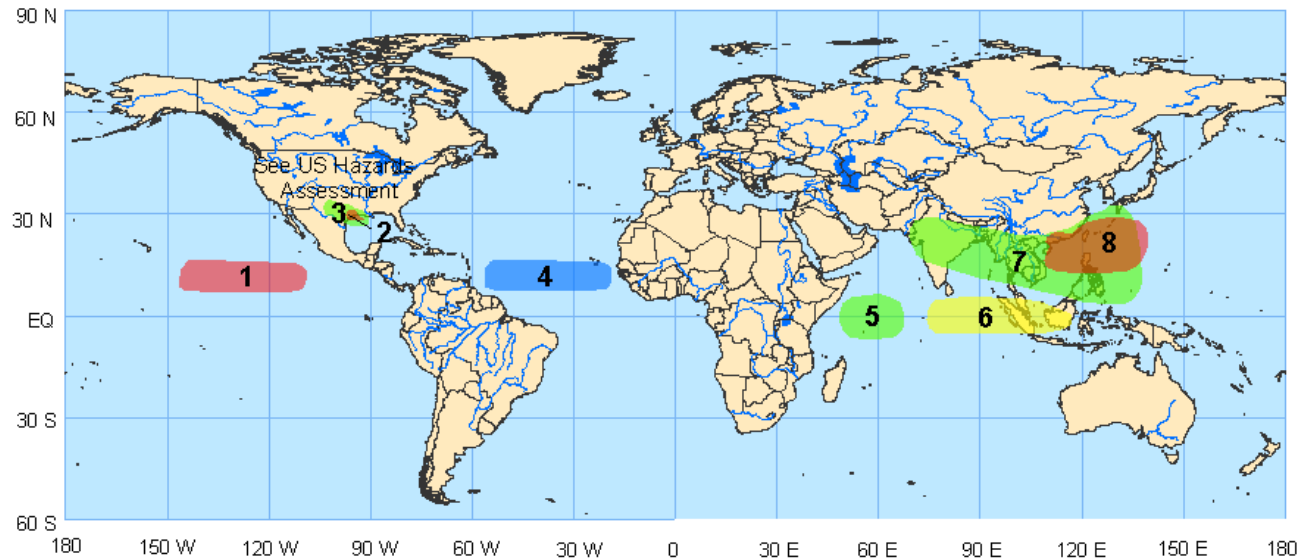 90 N
60 N
See US Hazards
Assessment
30 N
3
2
8
7
1
4
EQ
5
6
30 S
60 S
180
150 W
120 W
90 W
60 W
30 W
0
30 E
60 E
90 E
120 E
150 E
180